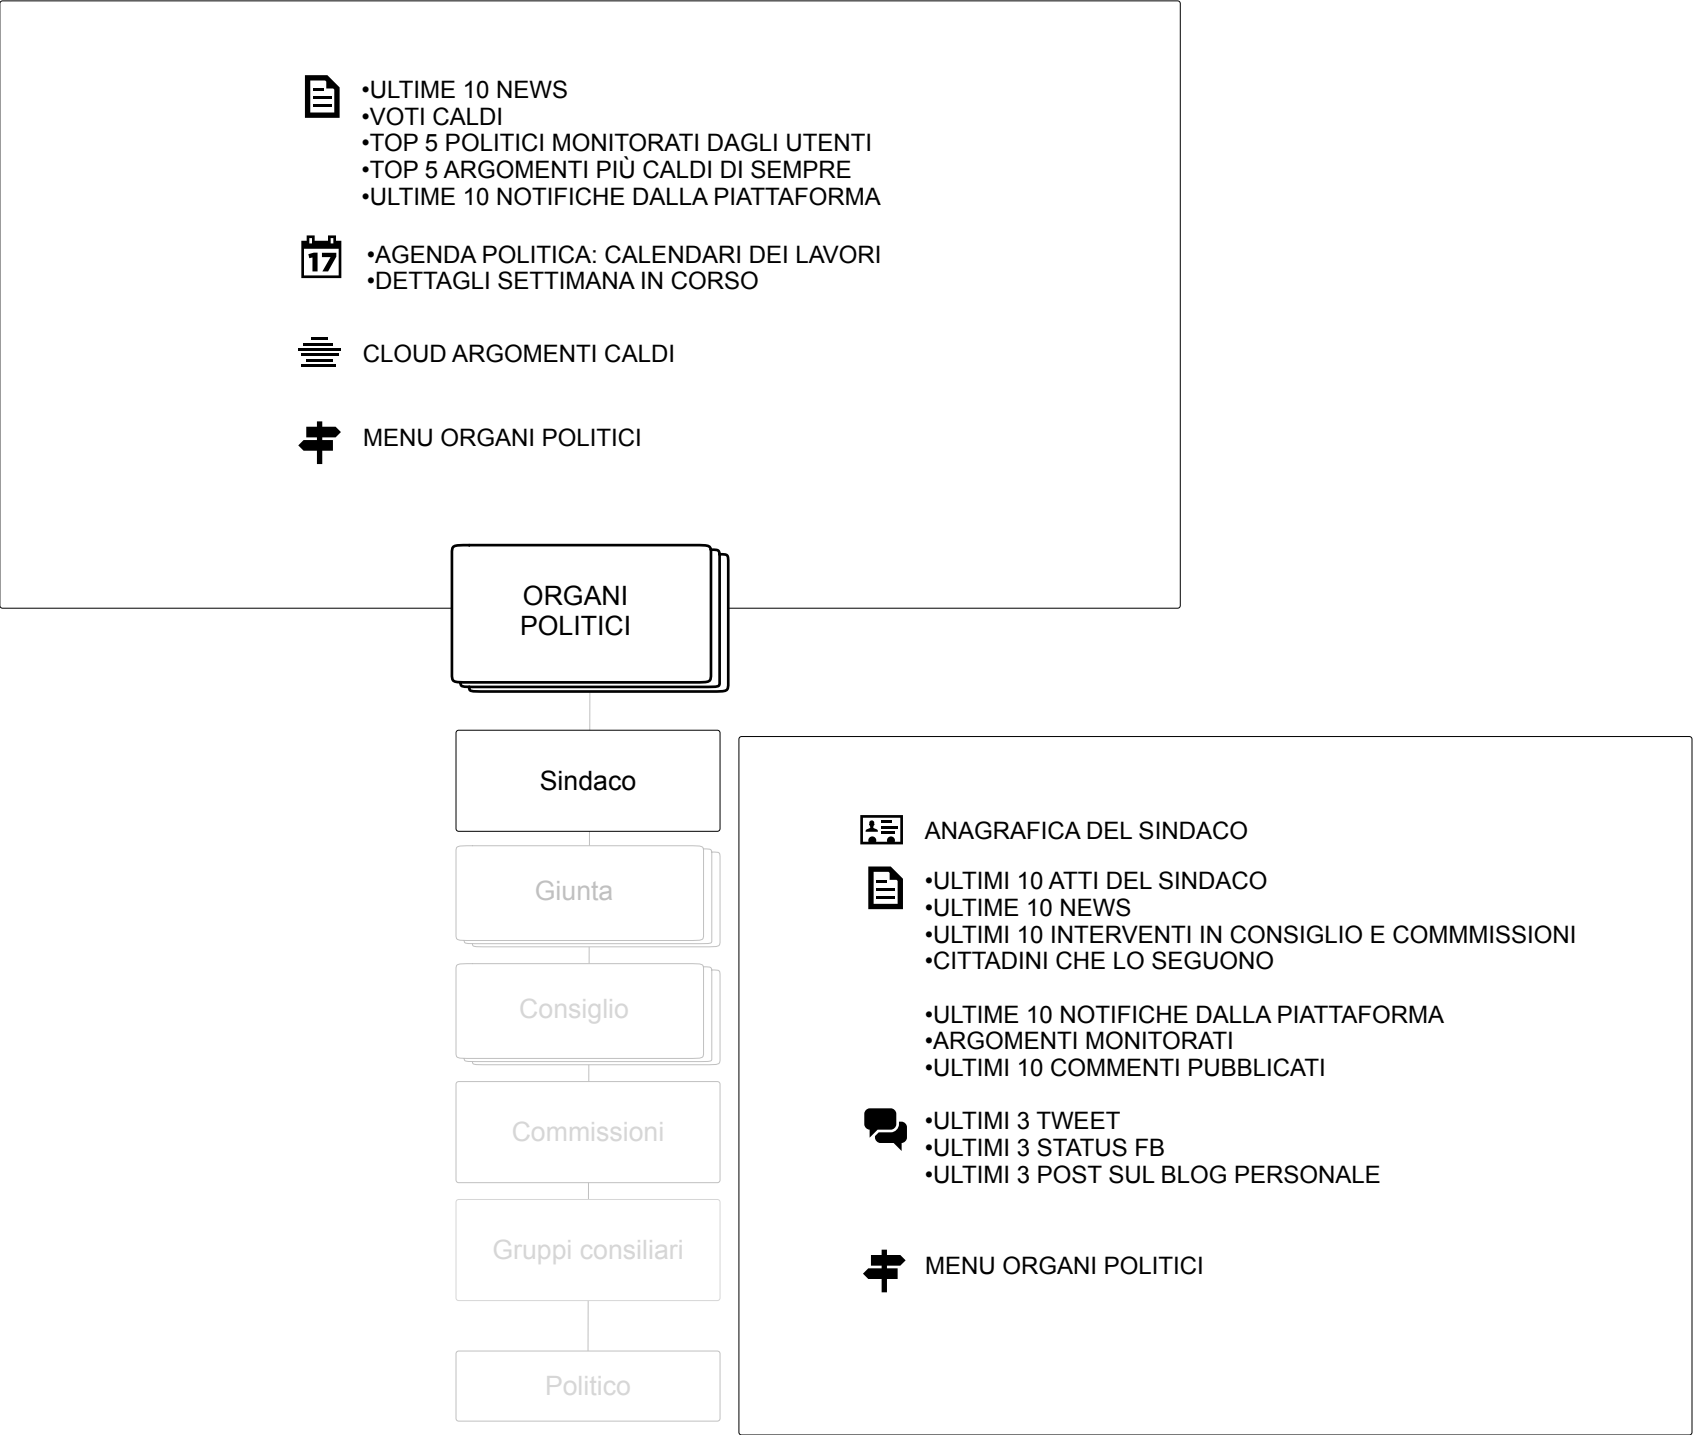 •ULTIME 10 NEWS
•VOTI CALDI
•TOP 5 POLITICI MONITORATI DAGLI UTENTI
•TOP 5 ARGOMENTI PIÙ CALDI DI SEMPRE
•ULTIME 10 NOTIFICHE DALLA PIATTAFORMA
17
•AGENDA POLITICA: CALENDARI DEI LAVORI
•DETTAGLI SETTIMANA IN CORSO
CLOUD ARGOMENTI CALDI
MENU ORGANI POLITICI
ORGANI
POLITICI
Sindaco
Giunta
Consiglio
Commissioni
Gruppi consiliari
Politico
ANAGRAFICA DEL SINDACO
•ULTIMI 10 ATTI DEL SINDACO
•ULTIME 10 NEWS
•ULTIMI 10 INTERVENTI IN CONSIGLIO E COMMMISSIONI
•CITTADINI CHE LO SEGUONO
•ULTIME 10 NOTIFICHE DALLA PIATTAFORMA
•ARGOMENTI MONITORATI
•ULTIMI 10 COMMENTI PUBBLICATI
•ULTIMI 3 TWEET
•ULTIMI 3 STATUS FB
•ULTIMI 3 POST SUL BLOG PERSONALE
MENU ORGANI POLITICI